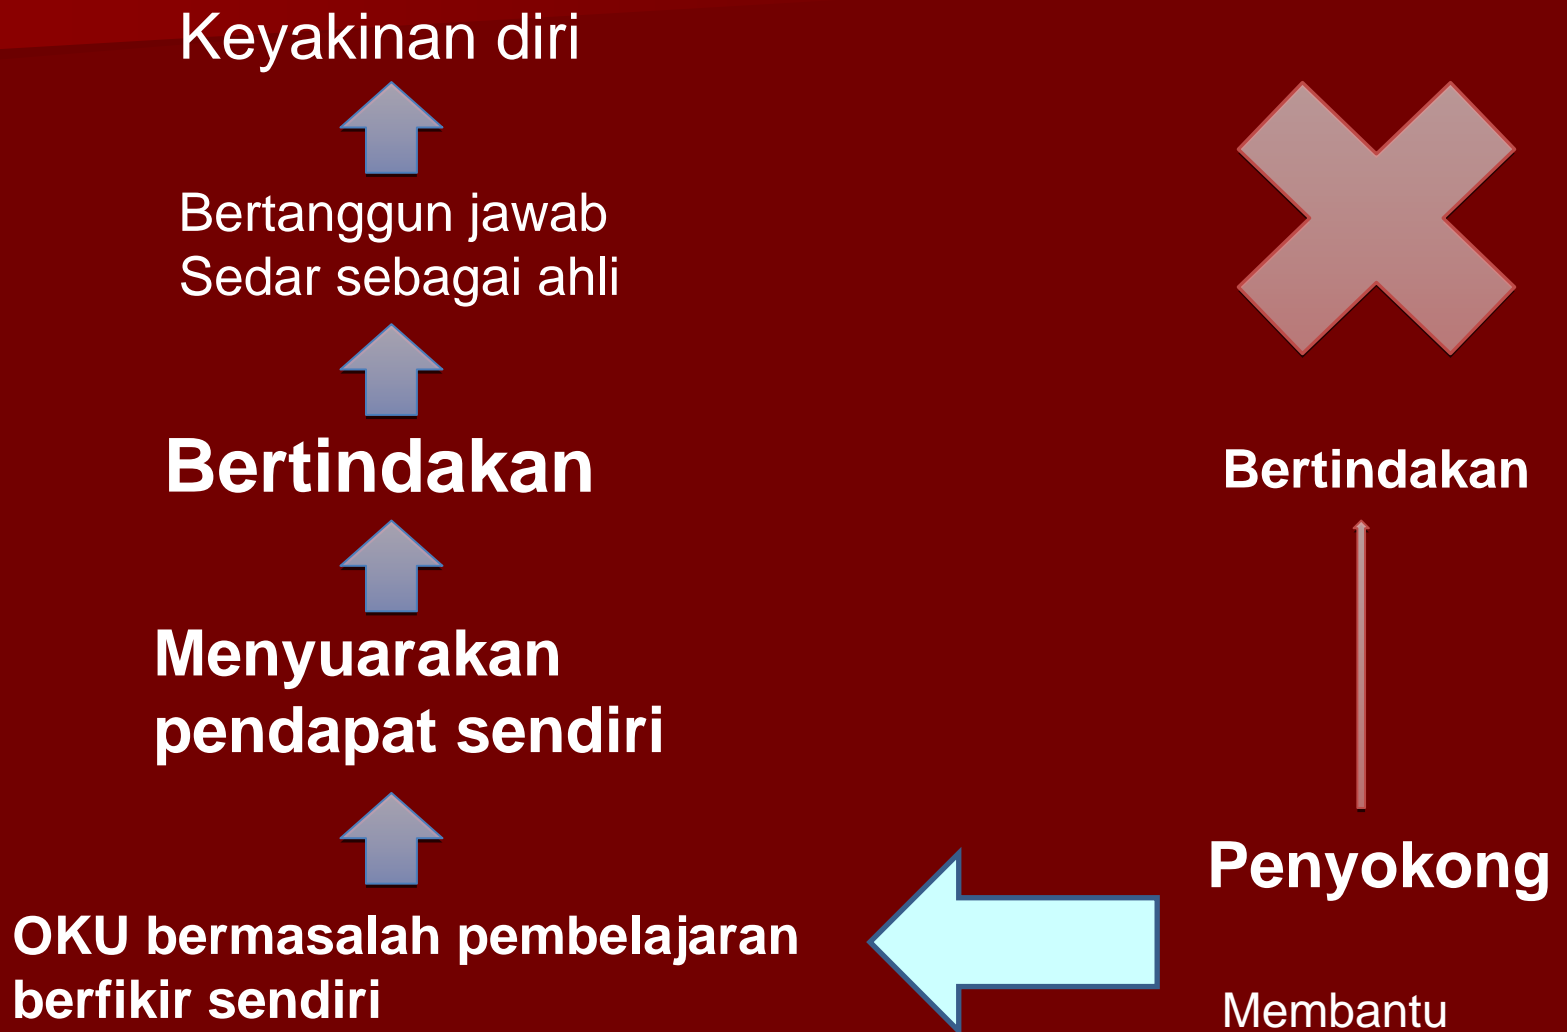 Keyakinan diri
Bertanggun jawab
Sedar sebagai ahli
Bertindakan
Bertindakan
Menyuarakan
pendapat sendiri
Penyokong
OKU bermasalah pembelajaran
berfikir sendiri
Membantu